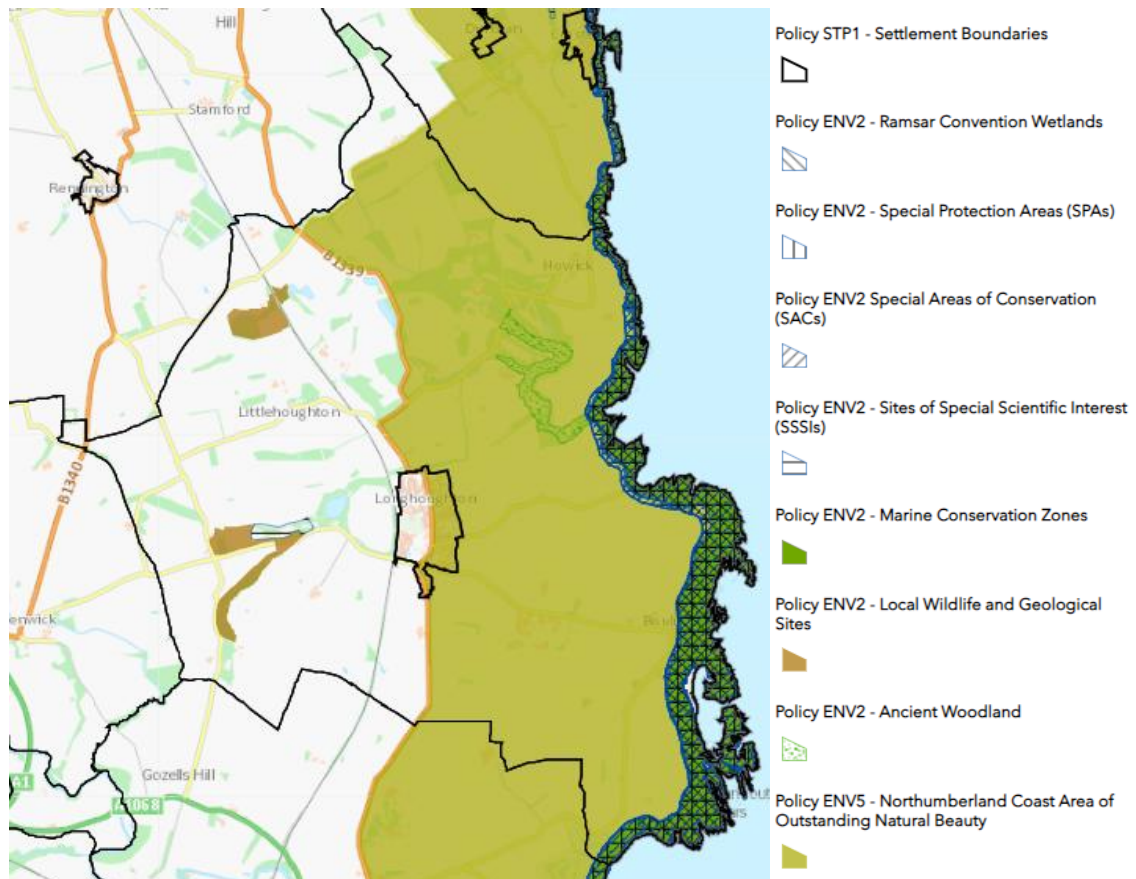 Hill
Stamford
Rennington
B1339
Howick
Littlehoughton
B1340
Longhoughton
A1
Gozells Hill
A1068
Policy STP1 - Settlement Boundaries
Policy ENV2 - Ramsar Convention Wetlands
Policy ENV2 - Special Protection Areas (SPAs)
Policy ENV2 Special Areas of Conservation
(SACs)
Policy ENV2 - Sites of Special Scientific Interest
(SSSIs)
Policy ENV2 - Marine Conservation Zones
Policy ENV2 - Local Wildlife and Geological
Sites
Policy ENV2 - Ancient Woodland
Policy ENV5 - Northumberland Coast Area of
Outstanding Natural Beauty